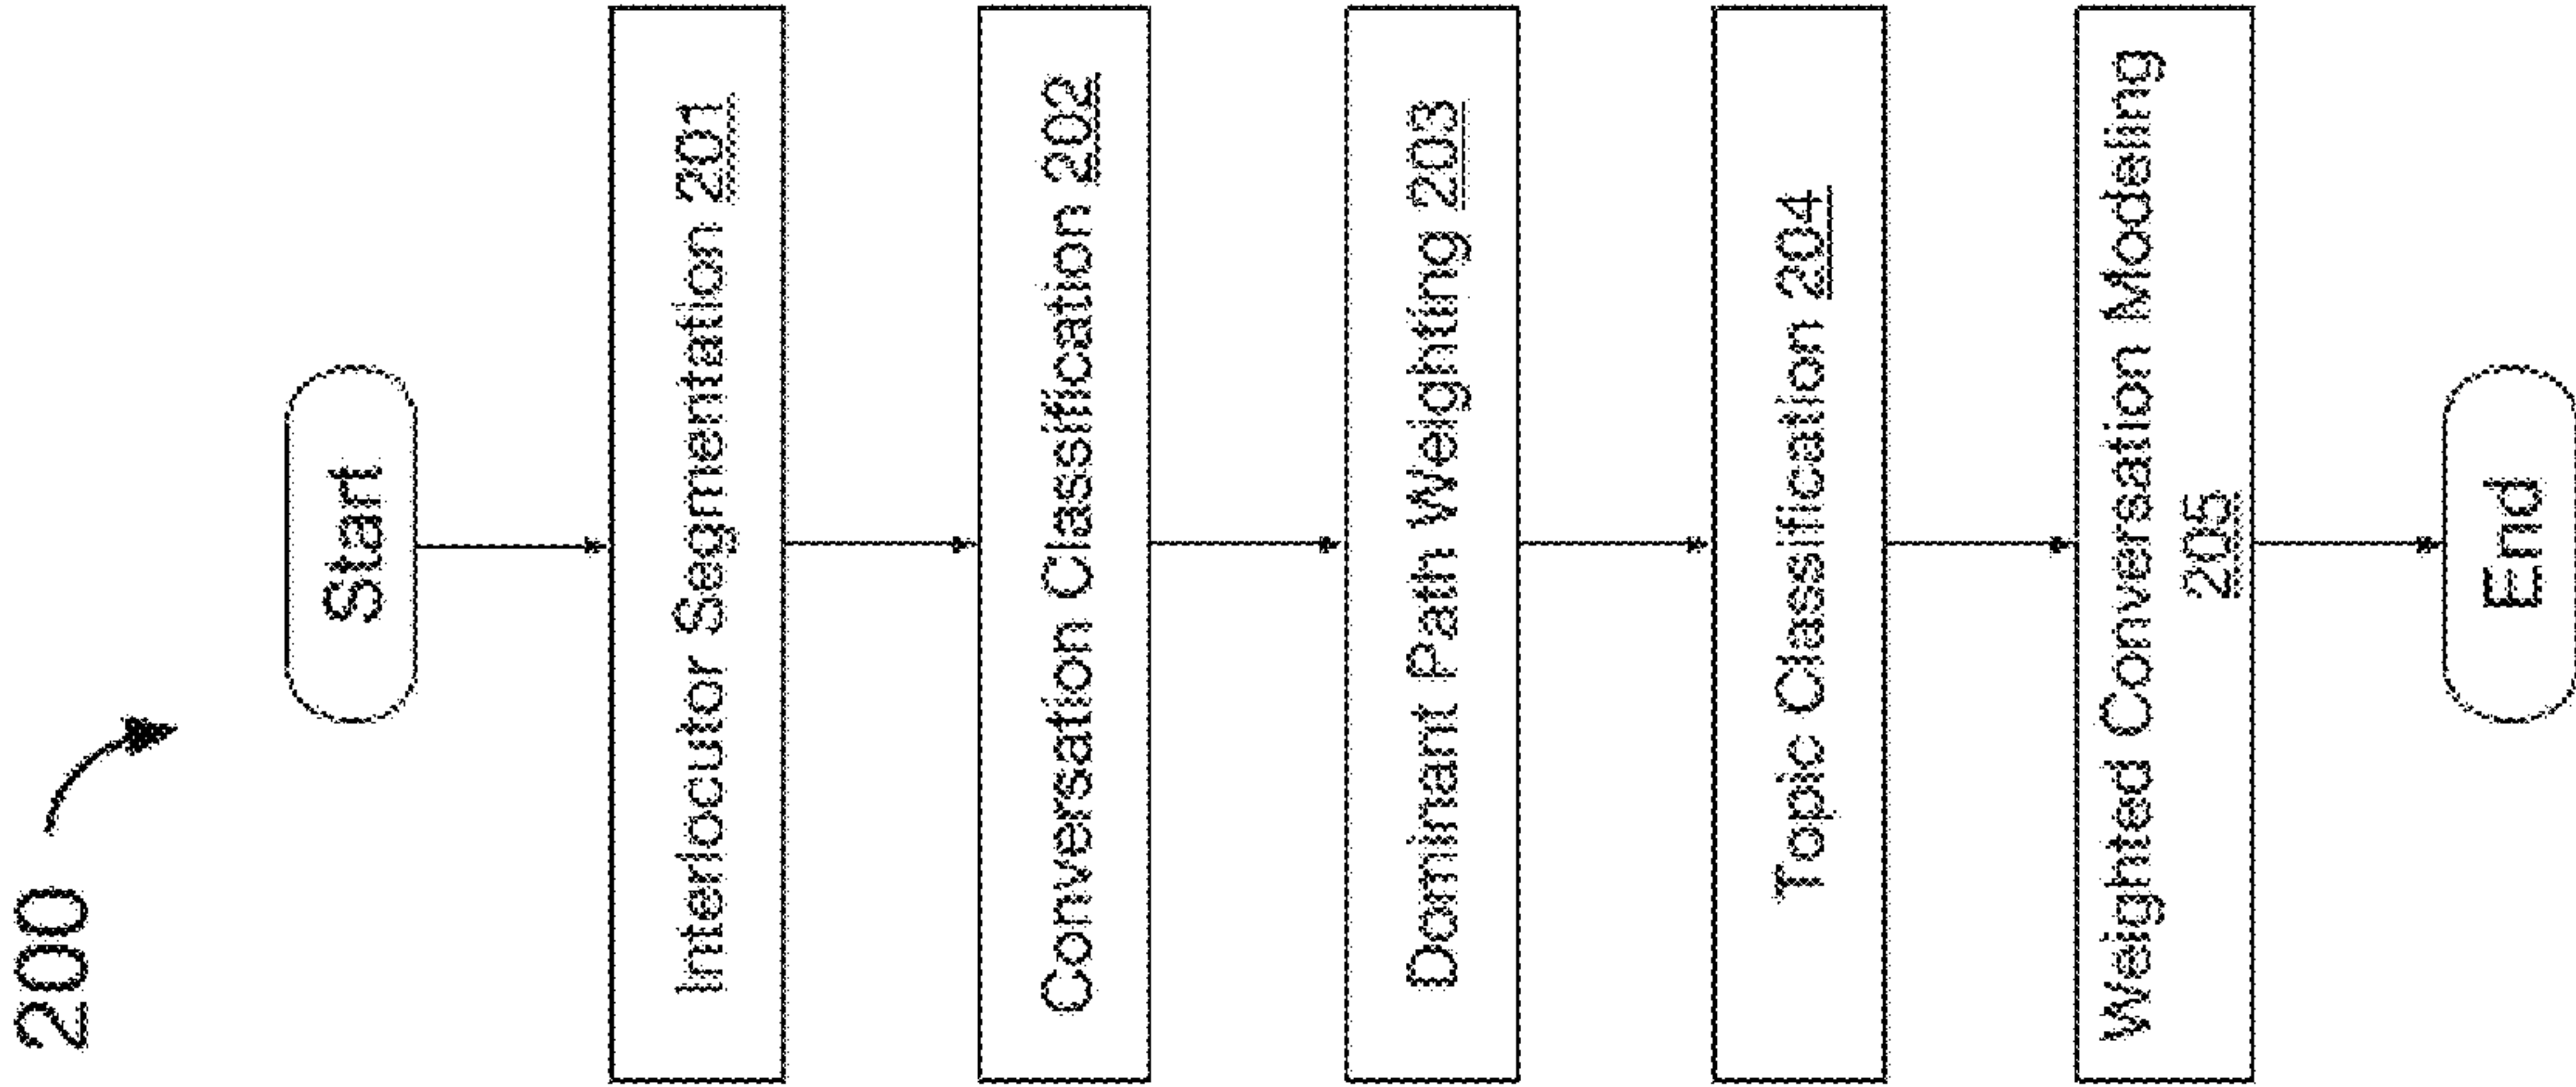 200
Start
Interlocutor Segmentation 201
Conversation Classification 202
Dominant Path Weighting 203
Topic Classification 204
Weighted Conversation Modeling
205
End